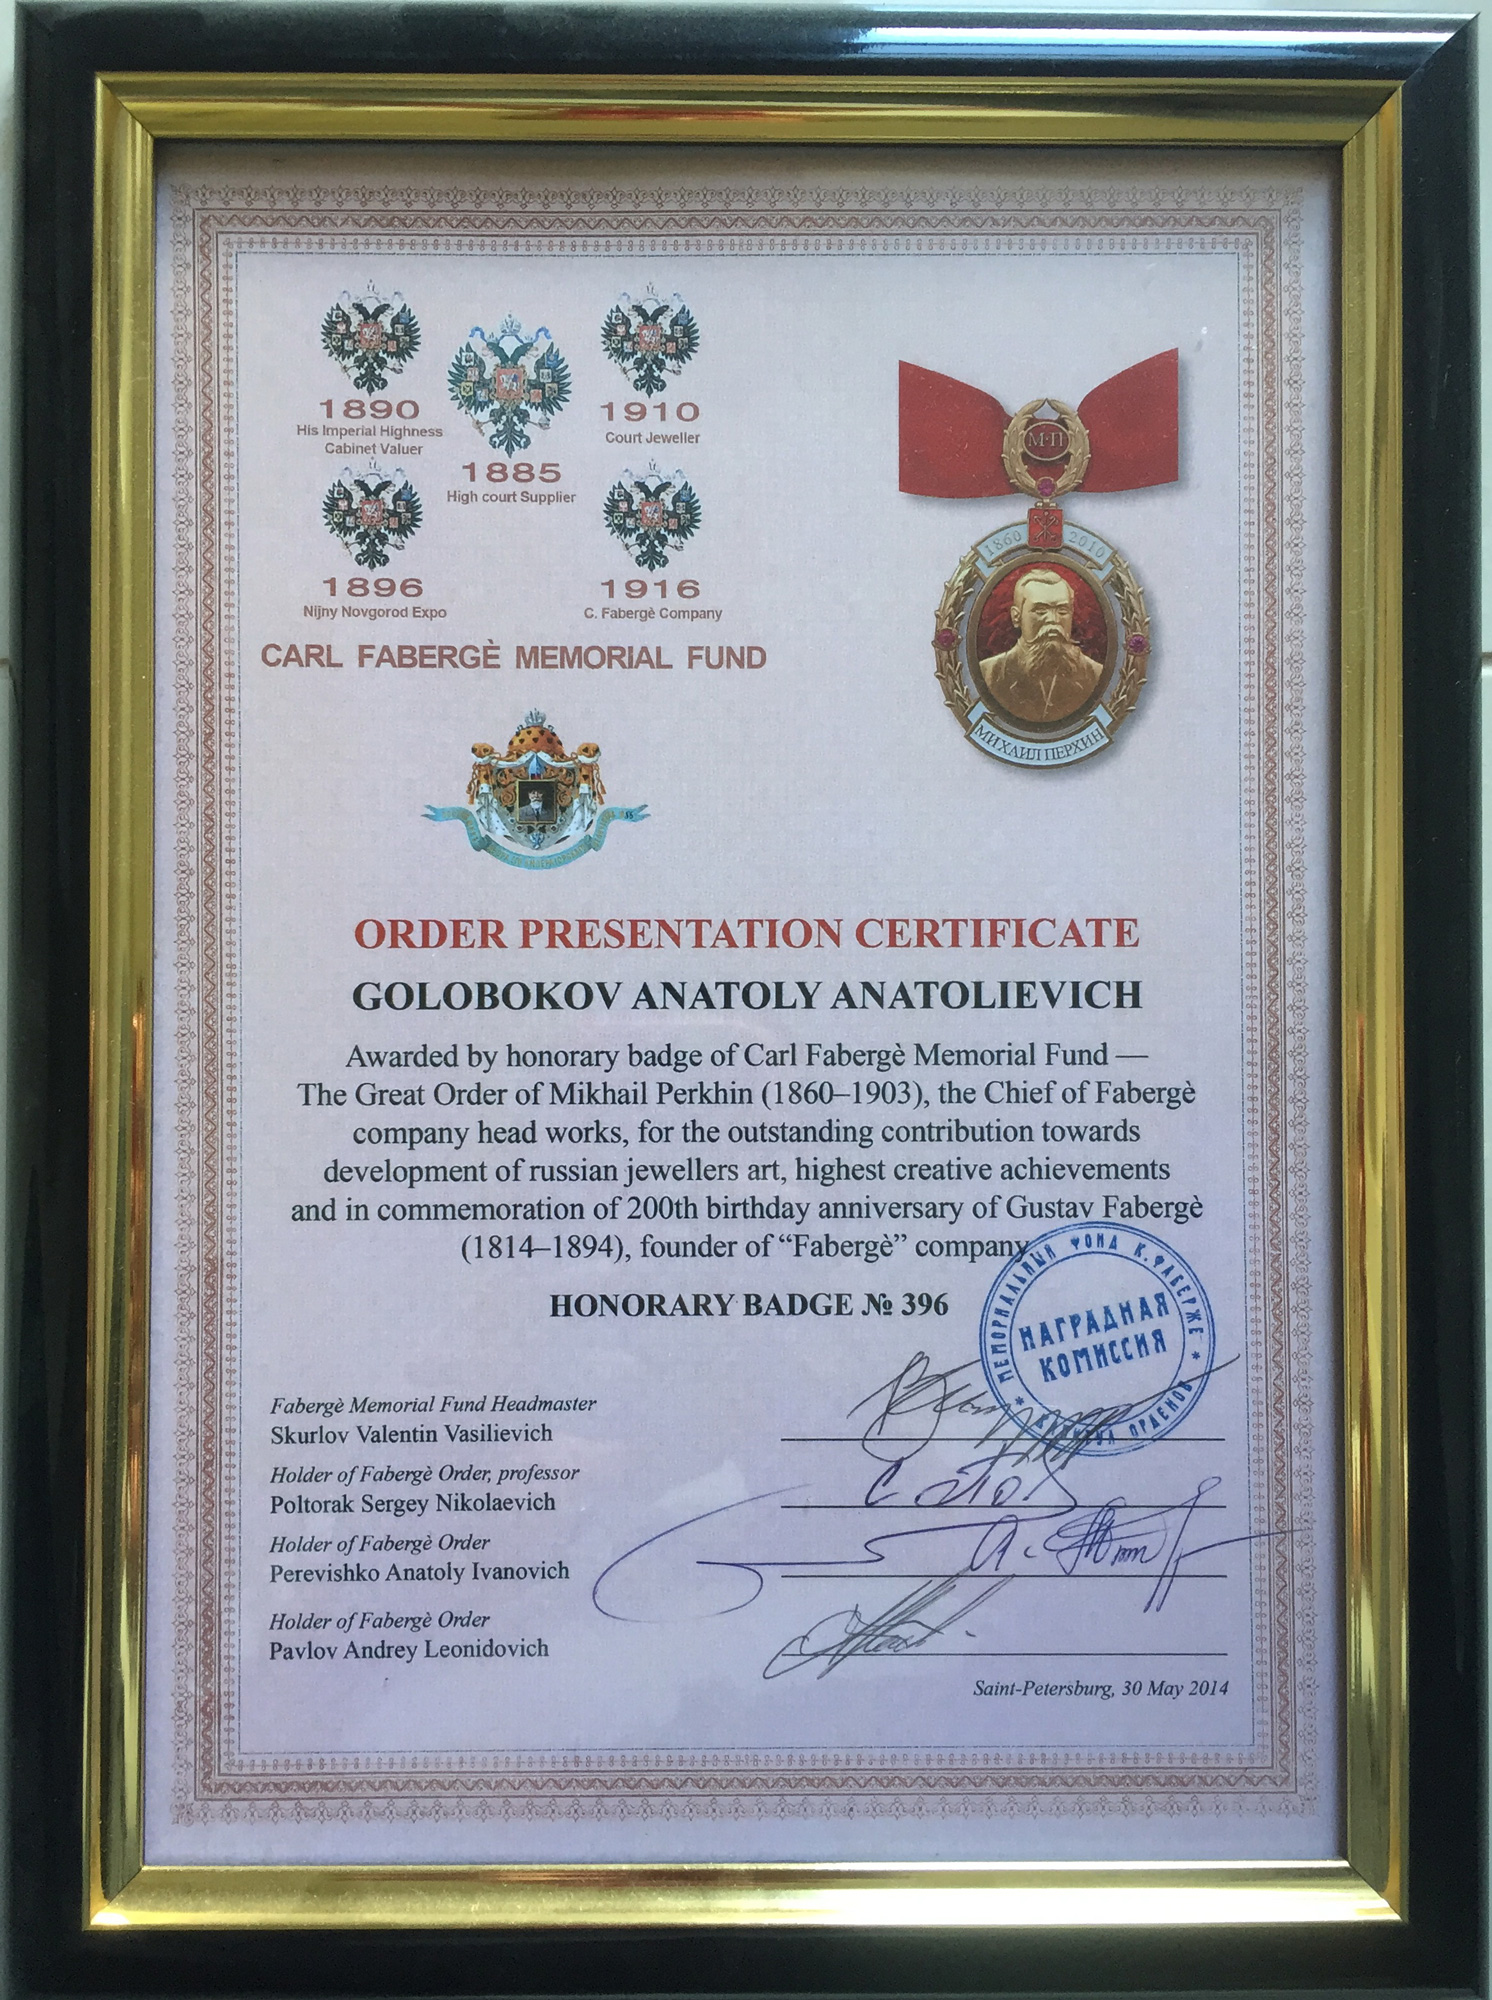 1890
His Imperial Highness
Cabinet Valuer
1885
High court Supplier
1910
Court Jeweller
1896
Nijny Novgorod Expo
1916
C. Fabergè Company
CARL FABERGÈ MEMORIAL FUND
М·П
1860 2010
МИХАИЛ ПЕРХИН
ORDER PRESENTATION CERTIFICATE
GOLOBOKOV ANATOLY ANATOLIEVICH
Awarded by honorary badge of Carl Fabergè Memorial Fund —
The Great Order of Mikhail Perkhin (1860–1903), the Chief of Fabergè
company head works, for the outstanding contribution towards
development of russian jewellers art, highest creative achievements
and in commemoration of 200th birthday anniversary of Gustav Fabergè
(1814–1894), founder of “Fabergè” company
HONORARY BADGE № 396
МЕМОРИАЛЬНЫЙ ФОНД К.ФАБЕРЖЕ
НАГРАДНАЯ
КОМИССИЯ
ОРДЕНОВ
Fabergè Memorial Fund Headmaster
Skurlov Valentin Vasilievich
Holder of Fabergè Order, professor
Poltorak Sergey Nikolaevich
Holder of Fabergè Order
Perevishko Anatoly Ivanovich
Holder of Fabergè Order
Pavlov Andrey Leonidovich
Saint-Petersburg, 30 May 2014